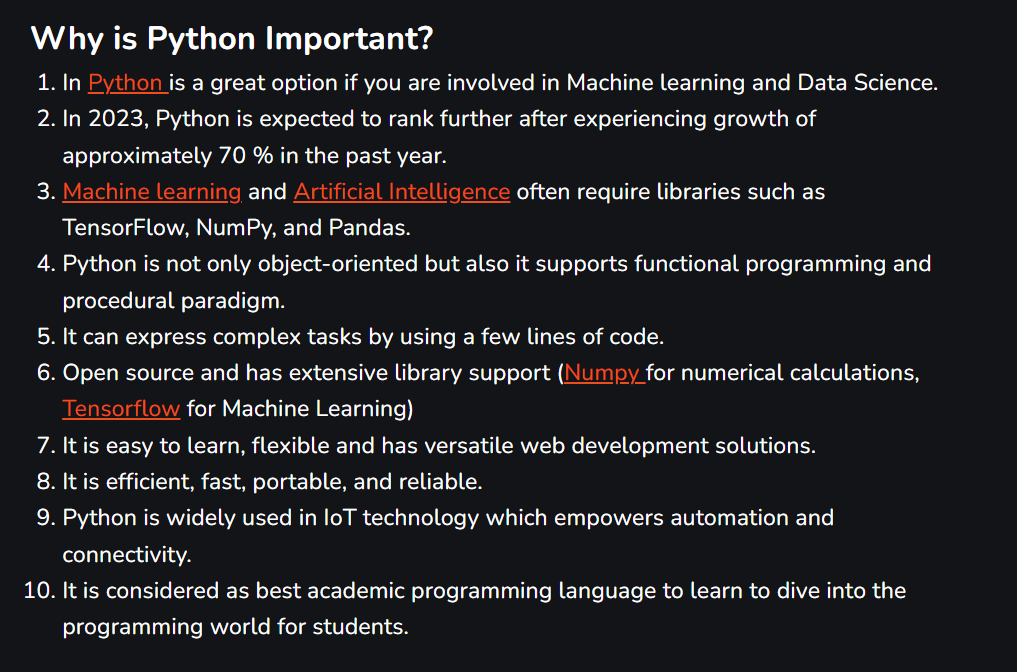 Why is Python Important?
1. In Python is a great option if you are involved in Machine learning and Data Science.
2. In 2023, Python is expected to rank further after experiencing growth of
approximately 70 % in the past year.
3. Machine learning and Artificial Intelligence often require libraries such as
TensorFlow, NumPy, and Pandas.
4. Python is not only object-oriented but also it supports functional programming and
procedural paradigm.
5. It can express complex tasks by using a few lines of code.
6. Open source and has extensive library support (Numpy for numerical calculations,
Tensorflow for Machine Learning)
7. It is easy to learn, flexible and has versatile web development solutions.
8. It is efficient, fast, portable, and reliable.
9. Python is widely used in IoT technology which empowers automation and
connectivity.
10. It is considered as best academic programming language to learn to dive into the
programming world for students.